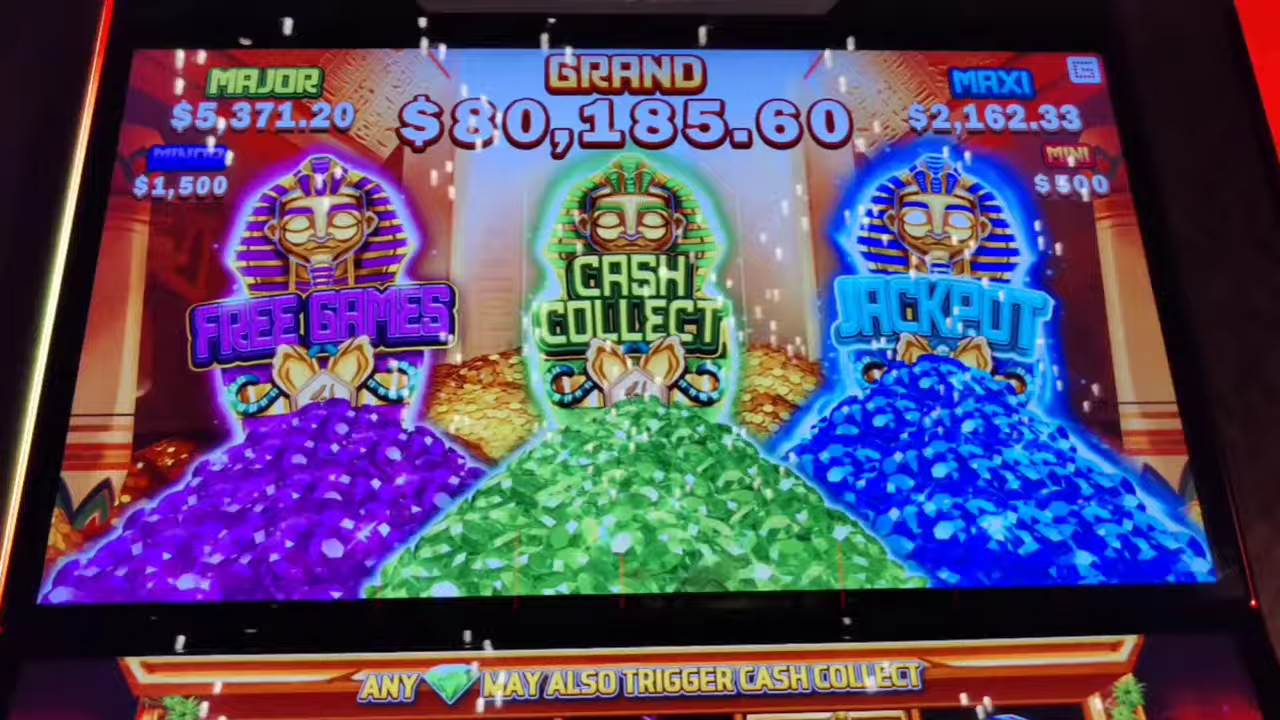 MAJOR
$5,371.20
GRAND
$80,185.60
MAXI
$2,162.33
MINOR
$1,500
MINI
$500
FREE GAMES
CASH
COLLECT
JACKPOT
ANY MAY ALSO TRIGGER CASH COLLECT